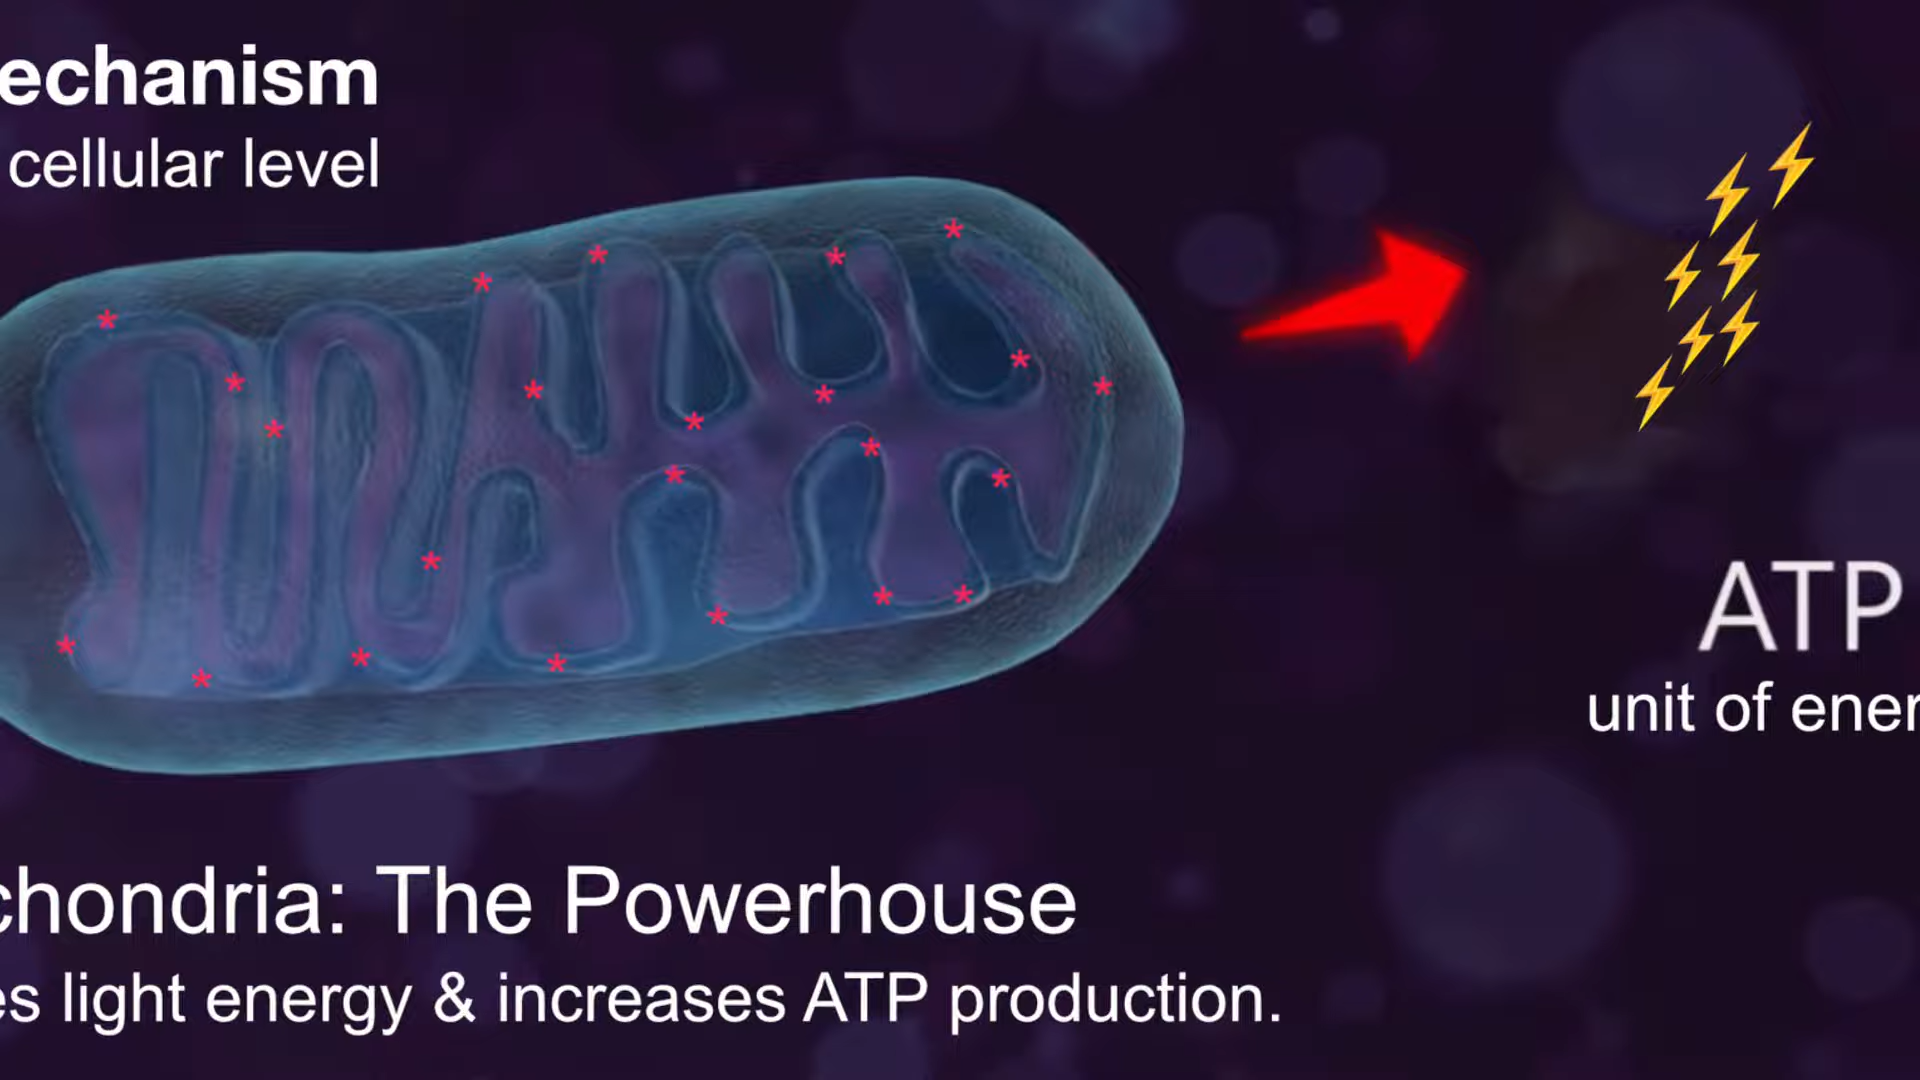 echanism
cellular level
ATP
unit of ener
chondria: The Powerhouse
es light energy & increases ATP production.